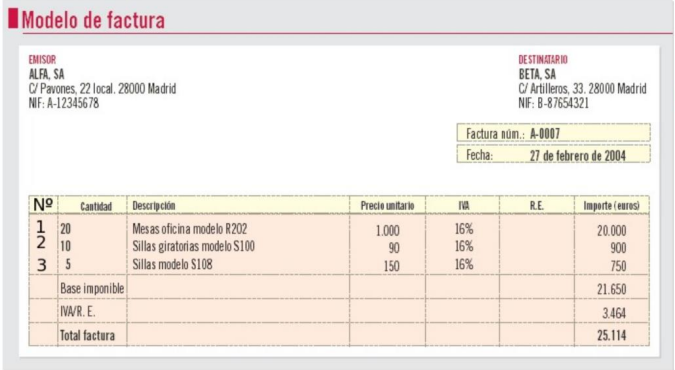 Modelo de factura
EMISOR
ALFA, SA
C/ Pavones, 22 local. 28000 Madrid
NIF: A-12345678
DESTINATARIO
BETA, SA
C/ Artilleros, 33. 28000 Madrid
NIF: B-87654321
Factura núm.: A-0007
Fecha: 27 de febrero de 2004
Nº Cantidad Descripción Precio unitario IVA R.E. Importe (euros)
1 20 Mesas oficina modelo R202 1.000 16% 20.000
2 10 Sillas giratorias modelo S100 90 16% 900
3 5 Sillas modelo S108 150 16% 750
Base imponible 21.650
IVA/R. E. 3.464
Total factura 25.114